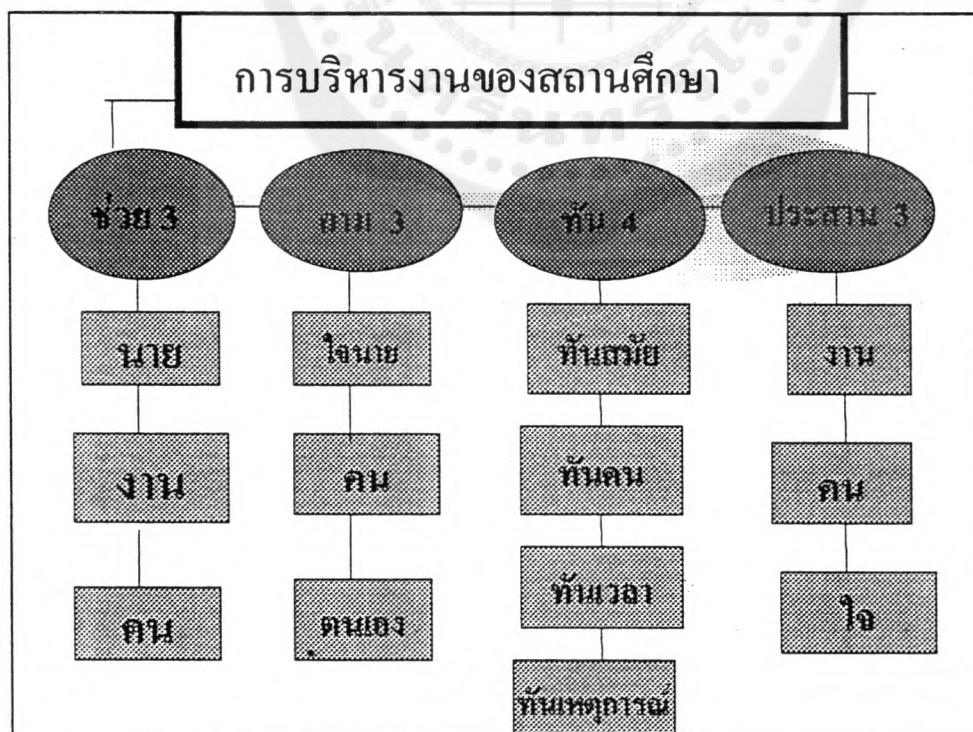 การบริหารงานของสถานศึกษา
ช่วย 3
นาย
งาน
คน
ถาม 3
ใจนาย
คน
ตนเอง
ทัน 4
ทันสมัย
ทันคน
ทันเวลา
ทันเหตุการณ์
ประสาน 3
งาน
คน
ใจ